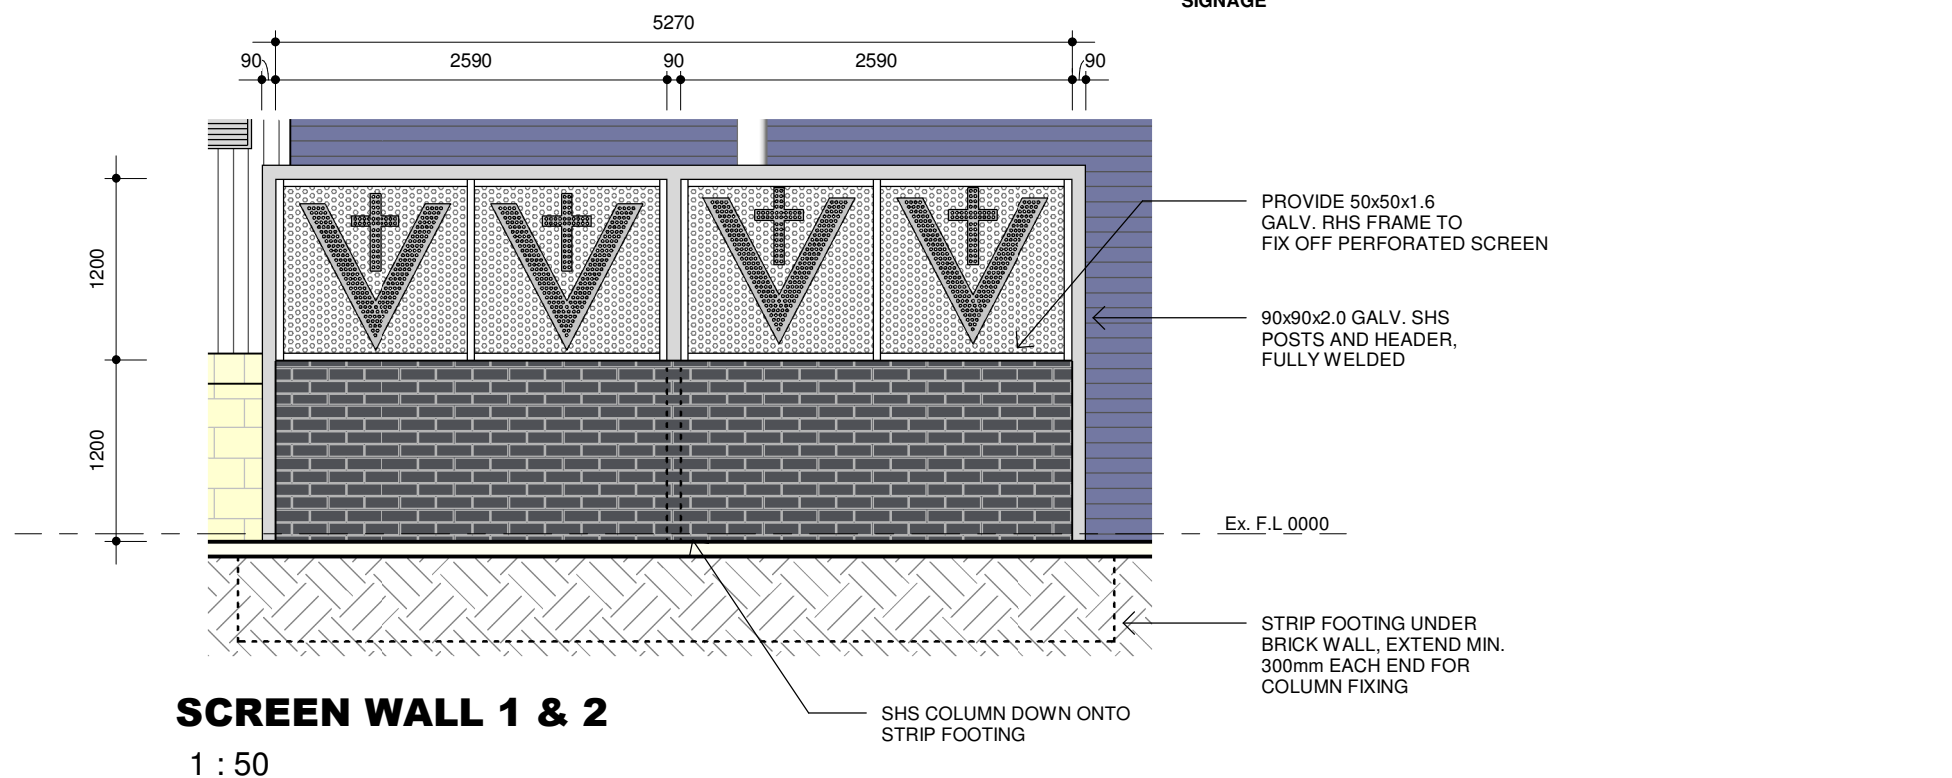 SIGNAGE
5270
90 2590 90 2590 90
1200
1200
PROVIDE 50x50x1.6
GALV. RHS FRAME TO
FIX OFF PERFORATED SCREEN
90x90x2.0 GALV. SHS
POSTS AND HEADER,
FULLY WELDED
Ex. F.L 0000
STRIP FOOTING UNDER
BRICK WALL, EXTEND MIN.
300mm EACH END FOR
COLUMN FIXING
SHS COLUMN DOWN ONTO
STRIP FOOTING
SCREEN WALL 1 & 2
1 : 50